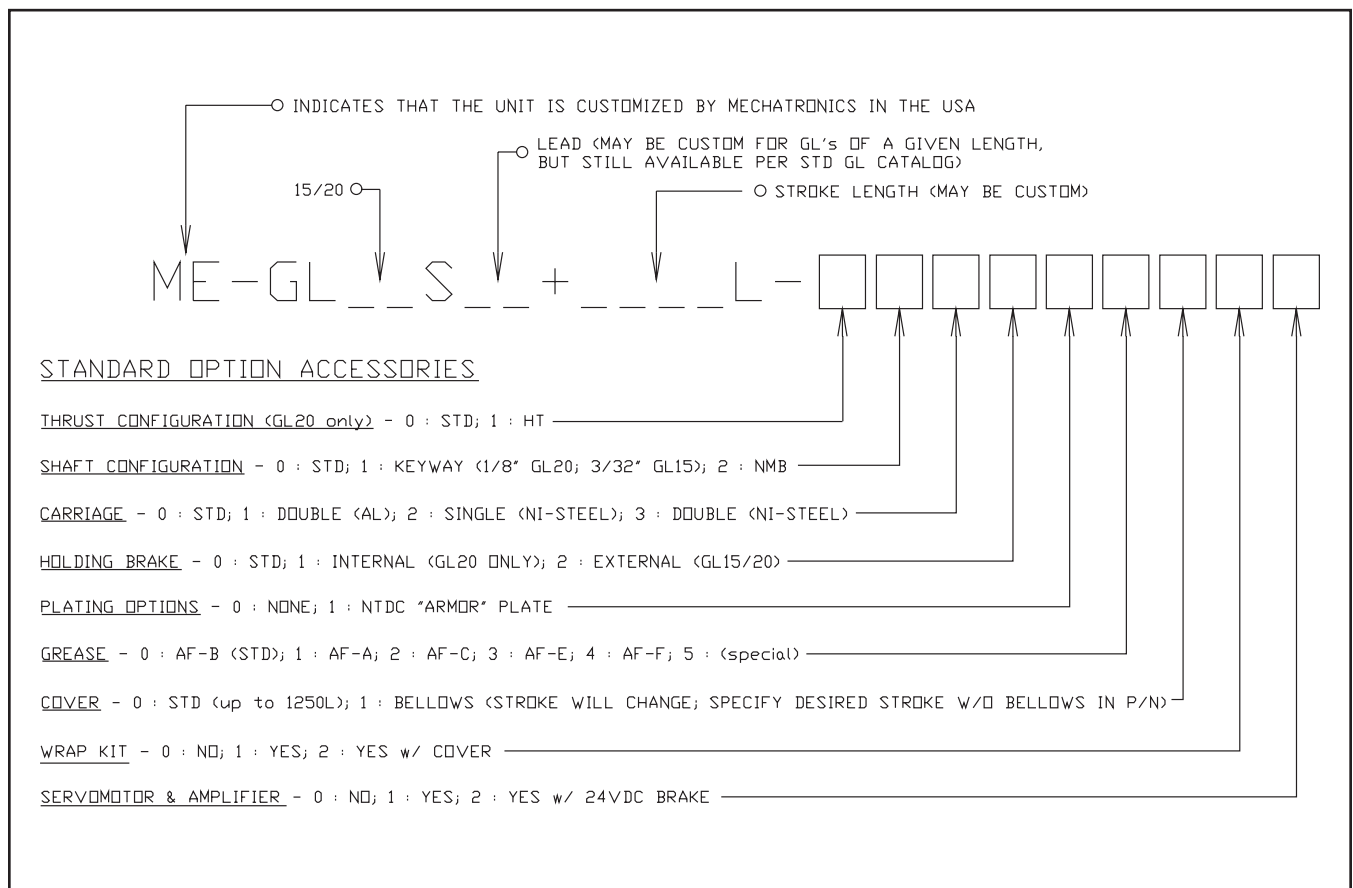 INDICATES THAT THE UNIT IS CUSTOMIZED BY MECHATRONICS IN THE USA
LEAD (MAY BE CUSTOM FOR GL's OF A GIVEN LENGTH,
BUT STILL AVAILABLE PER STD GL CATALOG)
15/20
STROKE LENGTH (MAY BE CUSTOM)
ME-GL__S__+____L-
STANDARD OPTION ACCESSORIES
THRUST CONFIGURATION (GL20 only) - 0 : STD; 1 : HT
SHAFT CONFIGURATION - 0 : STD; 1 : KEYWAY (1/8" GL20; 3/32" GL15); 2 : NMB
CARRIAGE - 0 : STD; 1 : DOUBLE (AL); 2 : SINGLE (NI-STEEL); 3 : DOUBLE (NI-STEEL)
HOLDING BRAKE - 0 : STD; 1 : INTERNAL (GL20 ONLY); 2 : EXTERNAL (GL15/20)
PLATING OPTIONS - 0 : NONE; 1 : NTDC "ARMOR" PLATE
GREASE - 0 : AF-B (STD); 1 : AF-A; 2 : AF-C; 3 : AF-E; 4 : AF-F; 5 : (special)
COVER - 0 : STD (up to 1250L); 1 : BELLOWS (STROKE WILL CHANGE; SPECIFY DESIRED STROKE W/O BELLOWS IN P/N)
WRAP KIT - 0 : NO; 1 : YES; 2 : YES w/ COVER
SERVOMOTOR & AMPLIFIER - 0 : NO; 1 : YES; 2 : YES w/ 24VDC BRAKE